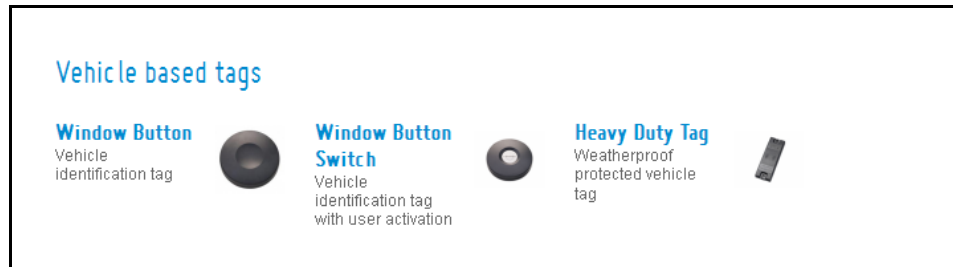 Vehicle based tags
Window Button
Vehicle
identification tag
Window Button
Switch
Vehicle
identification tag
with user activation
Heavy Duty Tag
Weatherproof
protected vehicle
tag